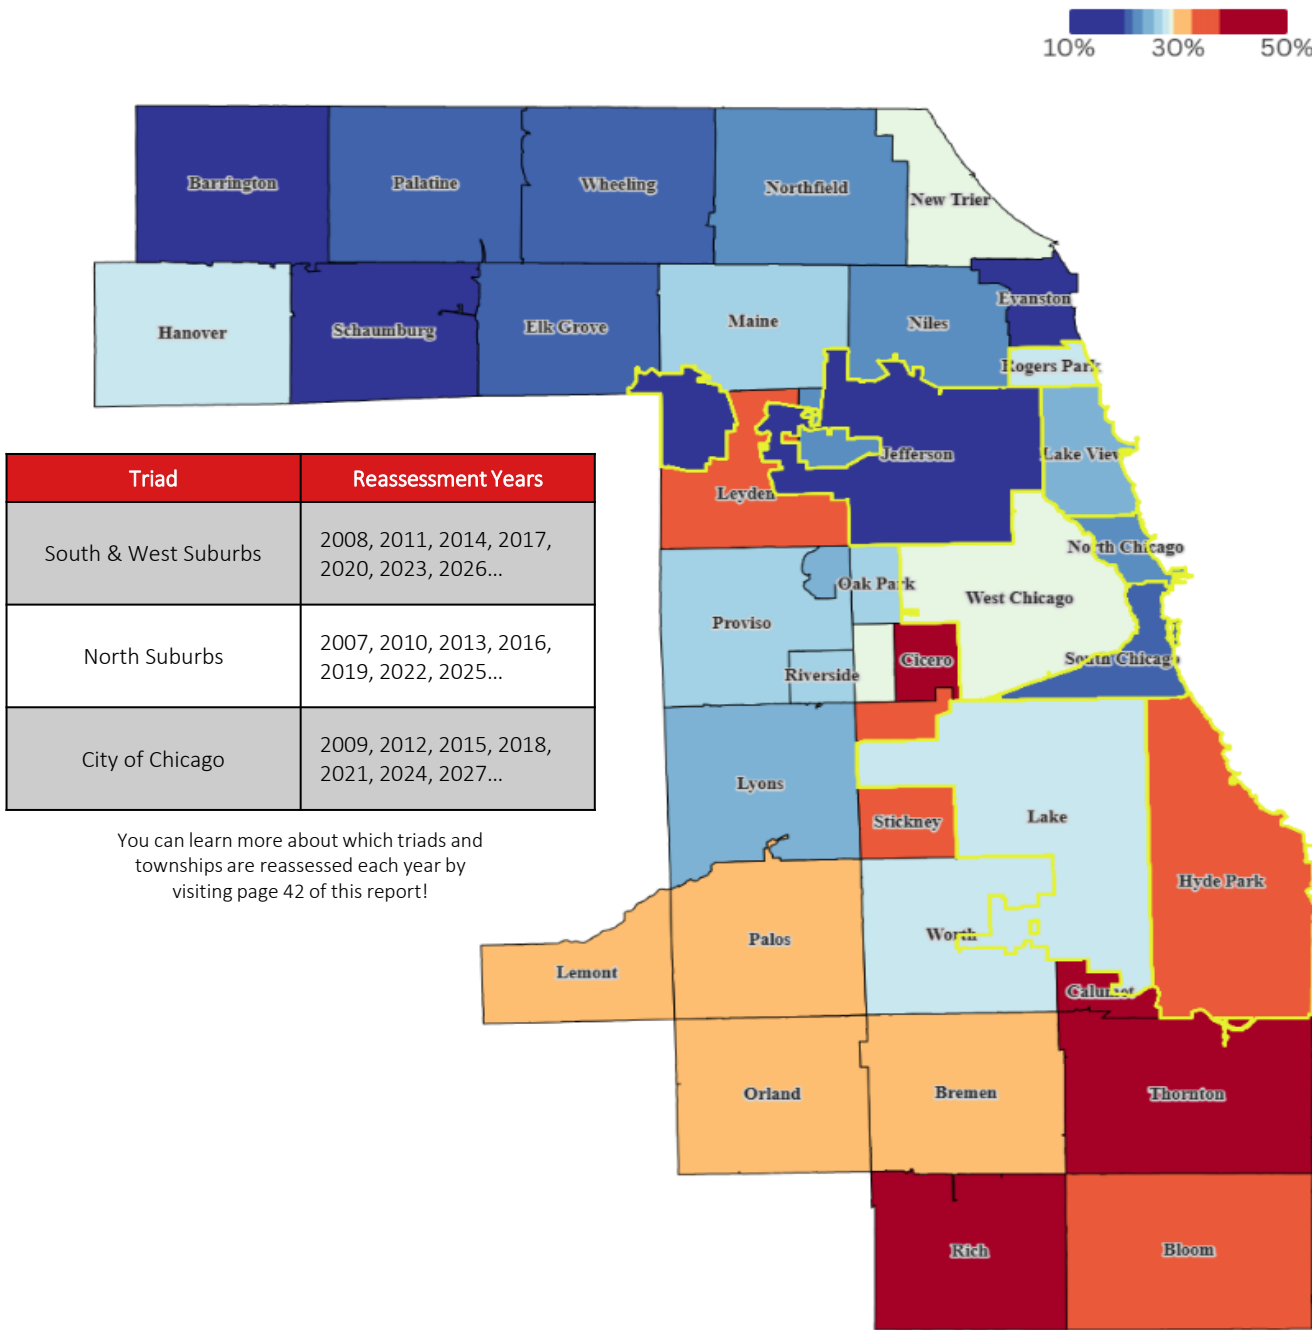 10%
30%
50%
Barrington
Palatine
Wheeling
Northfield
New Trier
Hanover
Schaumburg
Elk Grove
Maine
Niles
Evanston
Rogers Park
Jefferson
Lake View
Leyden
North Chicago
Oak Park
West Chicago
Proviso
Riverside
Cicero
South Chicago
Lyons
Stickney
Lake
Hyde Park
Palos
Worth
Lemont
Calumet
Orland
Bremen
Thornton
Rich
Bloom
Triad
Reassessment Years
South & West Suburbs
2008, 2011, 2014, 2017,
2020, 2023, 2026...
North Suburbs
2007, 2010, 2013, 2016,
2019, 2022, 2025...
City of Chicago
2009, 2012, 2015, 2018,
2021, 2024, 2027...
You can learn more about which triads and
townships are reassessed each year by
visiting page 42 of this report!